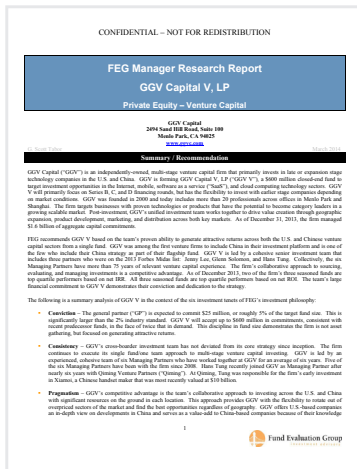 CONFIDENTIAL – NOT FOR REDISTRIBUTION
FEG Manager Research Report
GGV Capital V, LP
Private Equity – Venture Capital
GGV Capital
2494 Sand Hill Road, Suite 100
Menlo Park, CA 94025
www.ggvc.com
G. Scott Taber March 2014
Summary / Recommendation
GGV Capital ("GGV") is an independently-owned, multi-stage venture capital firm that primarily invests in late or expansion stage
technology companies in the U.S. and China. GGV is forming GGV Capital V, LP ("GGV V"), a $600 million closed-end fund to
target investment opportunities in the Internet, mobile, software as a service ("SaaS"), and cloud computing sectors. GGV
V will primarily focus on Series B, C, and D financing rounds, but has the flexibility to invest with earlier stage companies depending
on market conditions. GGV was founded in 2000 and today includes more than 20 professionals across offices in Menlo Park and
Shanghai. The firm targets businesses with proven technologies or products that have the potential to become category leaders in a
growing scalable market. Post-investment, GGV's unified investment team works together to drive value creation through geographic
expansion, product development, marketing, and distribution across both key markets. As of December 31, 2013, the firm managed
$1.6 billion of aggregate capital commitments.
FEG recommends GGV V based on the team's proven ability to generate attractive returns across both the U.S. and Chinese venture
capital sectors from a single fund. GGV was among the first venture firms to include China in their investment platform and is one of
the few who include their China strategy as part of their flagship fund. GGV V is led by a cohesive senior investment team that
includes three partners who were on the 2013 Forbes Midas list: Jenny Lee, Glenn Solomon, and Hans Tung. Collectively, the six
Managing Partners have more than 75 years of relevant venture capital experience. The firm's collaborative approach to sourcing,
evaluating, and managing investments is a competitive advantage. As of December 2013, two of the firm's three seasoned funds are
top quartile partners based on net IRR. All three seasoned funds are top quartile performers based on net ROI. The team's large
financial commitment to GGV V demonstrates their conviction and dedication to the strategy.
The following is a summary analysis of GGV V in the context of the six investment tenets of FEG's investment philosophy:
• Conviction – The general partner ("GP") is expected to commit $25 million, or roughly 5% of the target fund size. This is
significantly larger than the 2% industry standard. GGV V will accept up to $600 million in commitments, consistent with
recent predecessor funds, in the face of twice that in demand. This discipline in fund size demonstrates the firm is not asset
gathering, but focused on generating attractive returns.
• Consistency – GGV's cross-border investment team has not deviated from its core strategy since inception. The firm
continues to execute its single fund/one team approach to multi-stage venture capital investing. GGV is led by an
experienced, cohesive team of six Managing Partners who have worked together at GGV for an average of six years. Five of
the six Managing Partners have been with the firm since 2008. Hans Tung recently joined GGV as Managing Partner after
nearly six years with Qiming Venture Partners ("Qiming"). At Qiming, Tung was responsible for the firm's early investment
in Xiaomi, a Chinese handset maker that was most recently valued at $10 billion.
• Pragmatism – GGV's competitive advantage is the team's collaborative approach to investing across the U.S. and China
with significant resources on the ground in each location. This approach provides GGV with the flexibility to rotate out of
overpriced sectors of the market and find the best opportunities regardless of geography. GGV offers U.S.-based companies
an in-depth view on developments in China and serves as a value-add to China-based companies because of their knowledge
1
Fund Evaluation Group